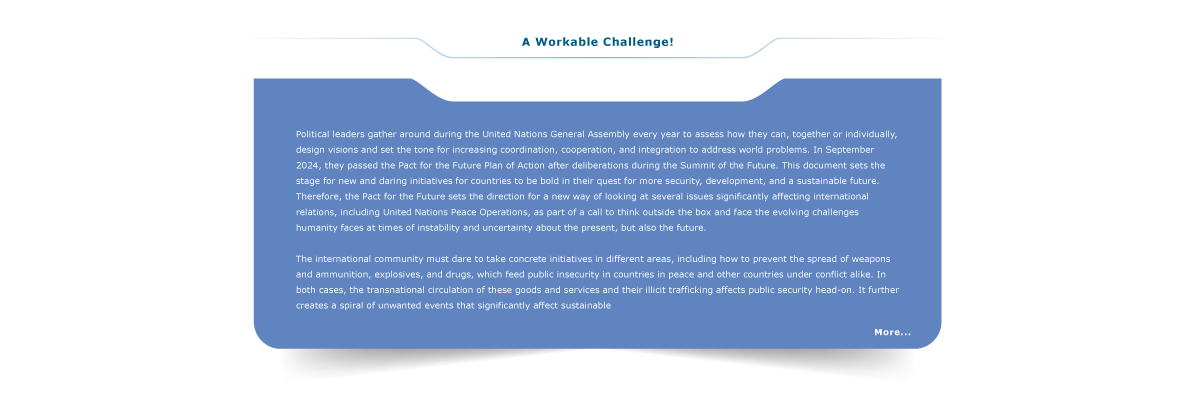 A Workable Challenge!
Political leaders gather around during the United Nations General Assembly every year to assess how they can, together or individually,
design visions and set the tone for increasing coordination, cooperation, and integration to address world problems. In September
2024, they passed the Pact for the Future Plan of Action after deliberations during the Summit of the Future. This document sets the
stage for new and daring initiatives for countries to be bold in their quest for more security, development, and a sustainable future.
Therefore, the Pact for the Future sets the direction for a new way of looking at several issues significantly affecting international
relations, including United Nations Peace Operations, as part of a call to think outside the box and face the evolving challenges
humanity faces at times of instability and uncertainty about the present, but also the future.
The international community must dare to take concrete initiatives in different areas, including how to prevent the spread of weapons
and ammunition, explosives, and drugs, which feed public insecurity in countries in peace and other countries under conflict alike. In
both cases, the transnational circulation of these goods and services and their illicit trafficking affects public security head-on. It further
creates a spiral of unwanted events that significantly affect sustainable
More...